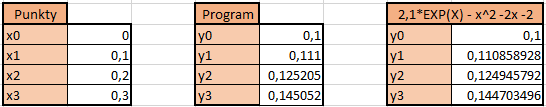 Punkty Program 2,1*EXP(X) - x^2 -2x -2
x0 0 y0 0,1 y0 0,1
x1 0,1 y1 0,111 y1 0,110858928
x2 0,2 y2 0,125205 y2 0,124945792
x3 0,3 y3 0,145052 y3 0,144703496